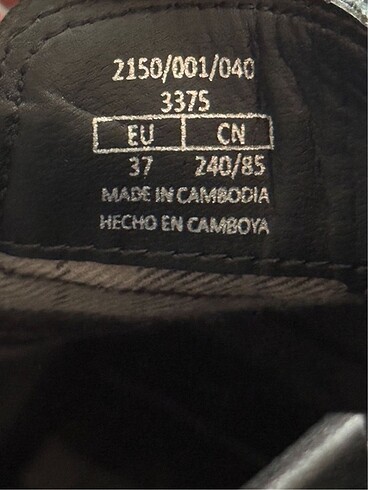 2150/001/040
3375
EU CN
37 240/85
MADE IN CAMBODIA
HECHO EN CAMBOYA